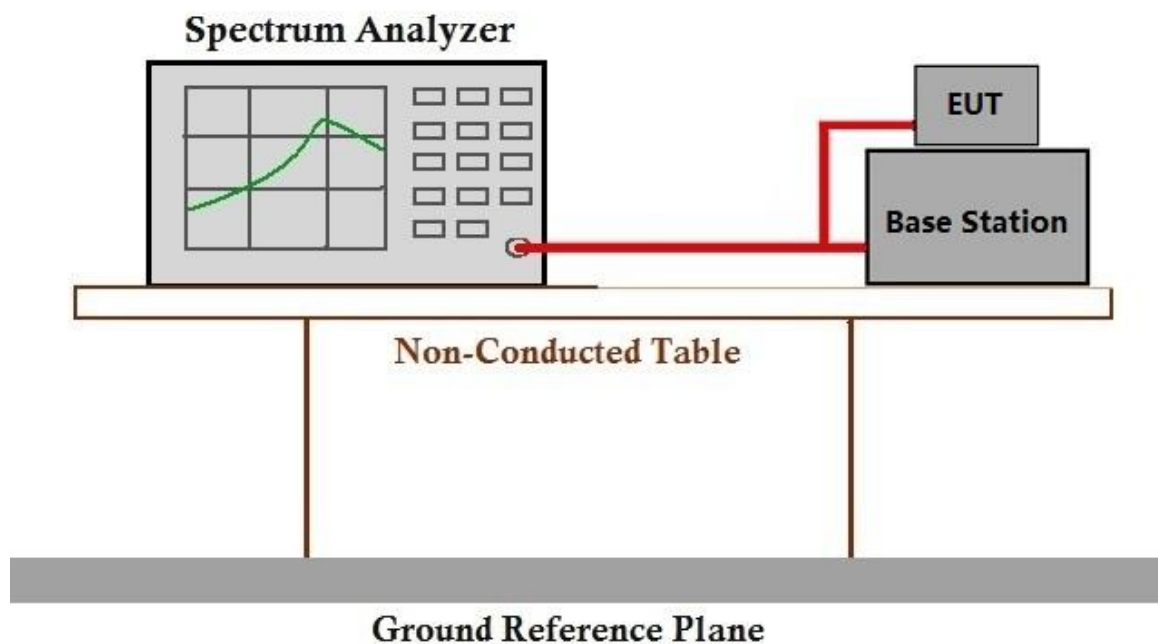 Spectrum Analyzer
EUT
Base Station
Non-Conducted Table
Ground Reference Plane